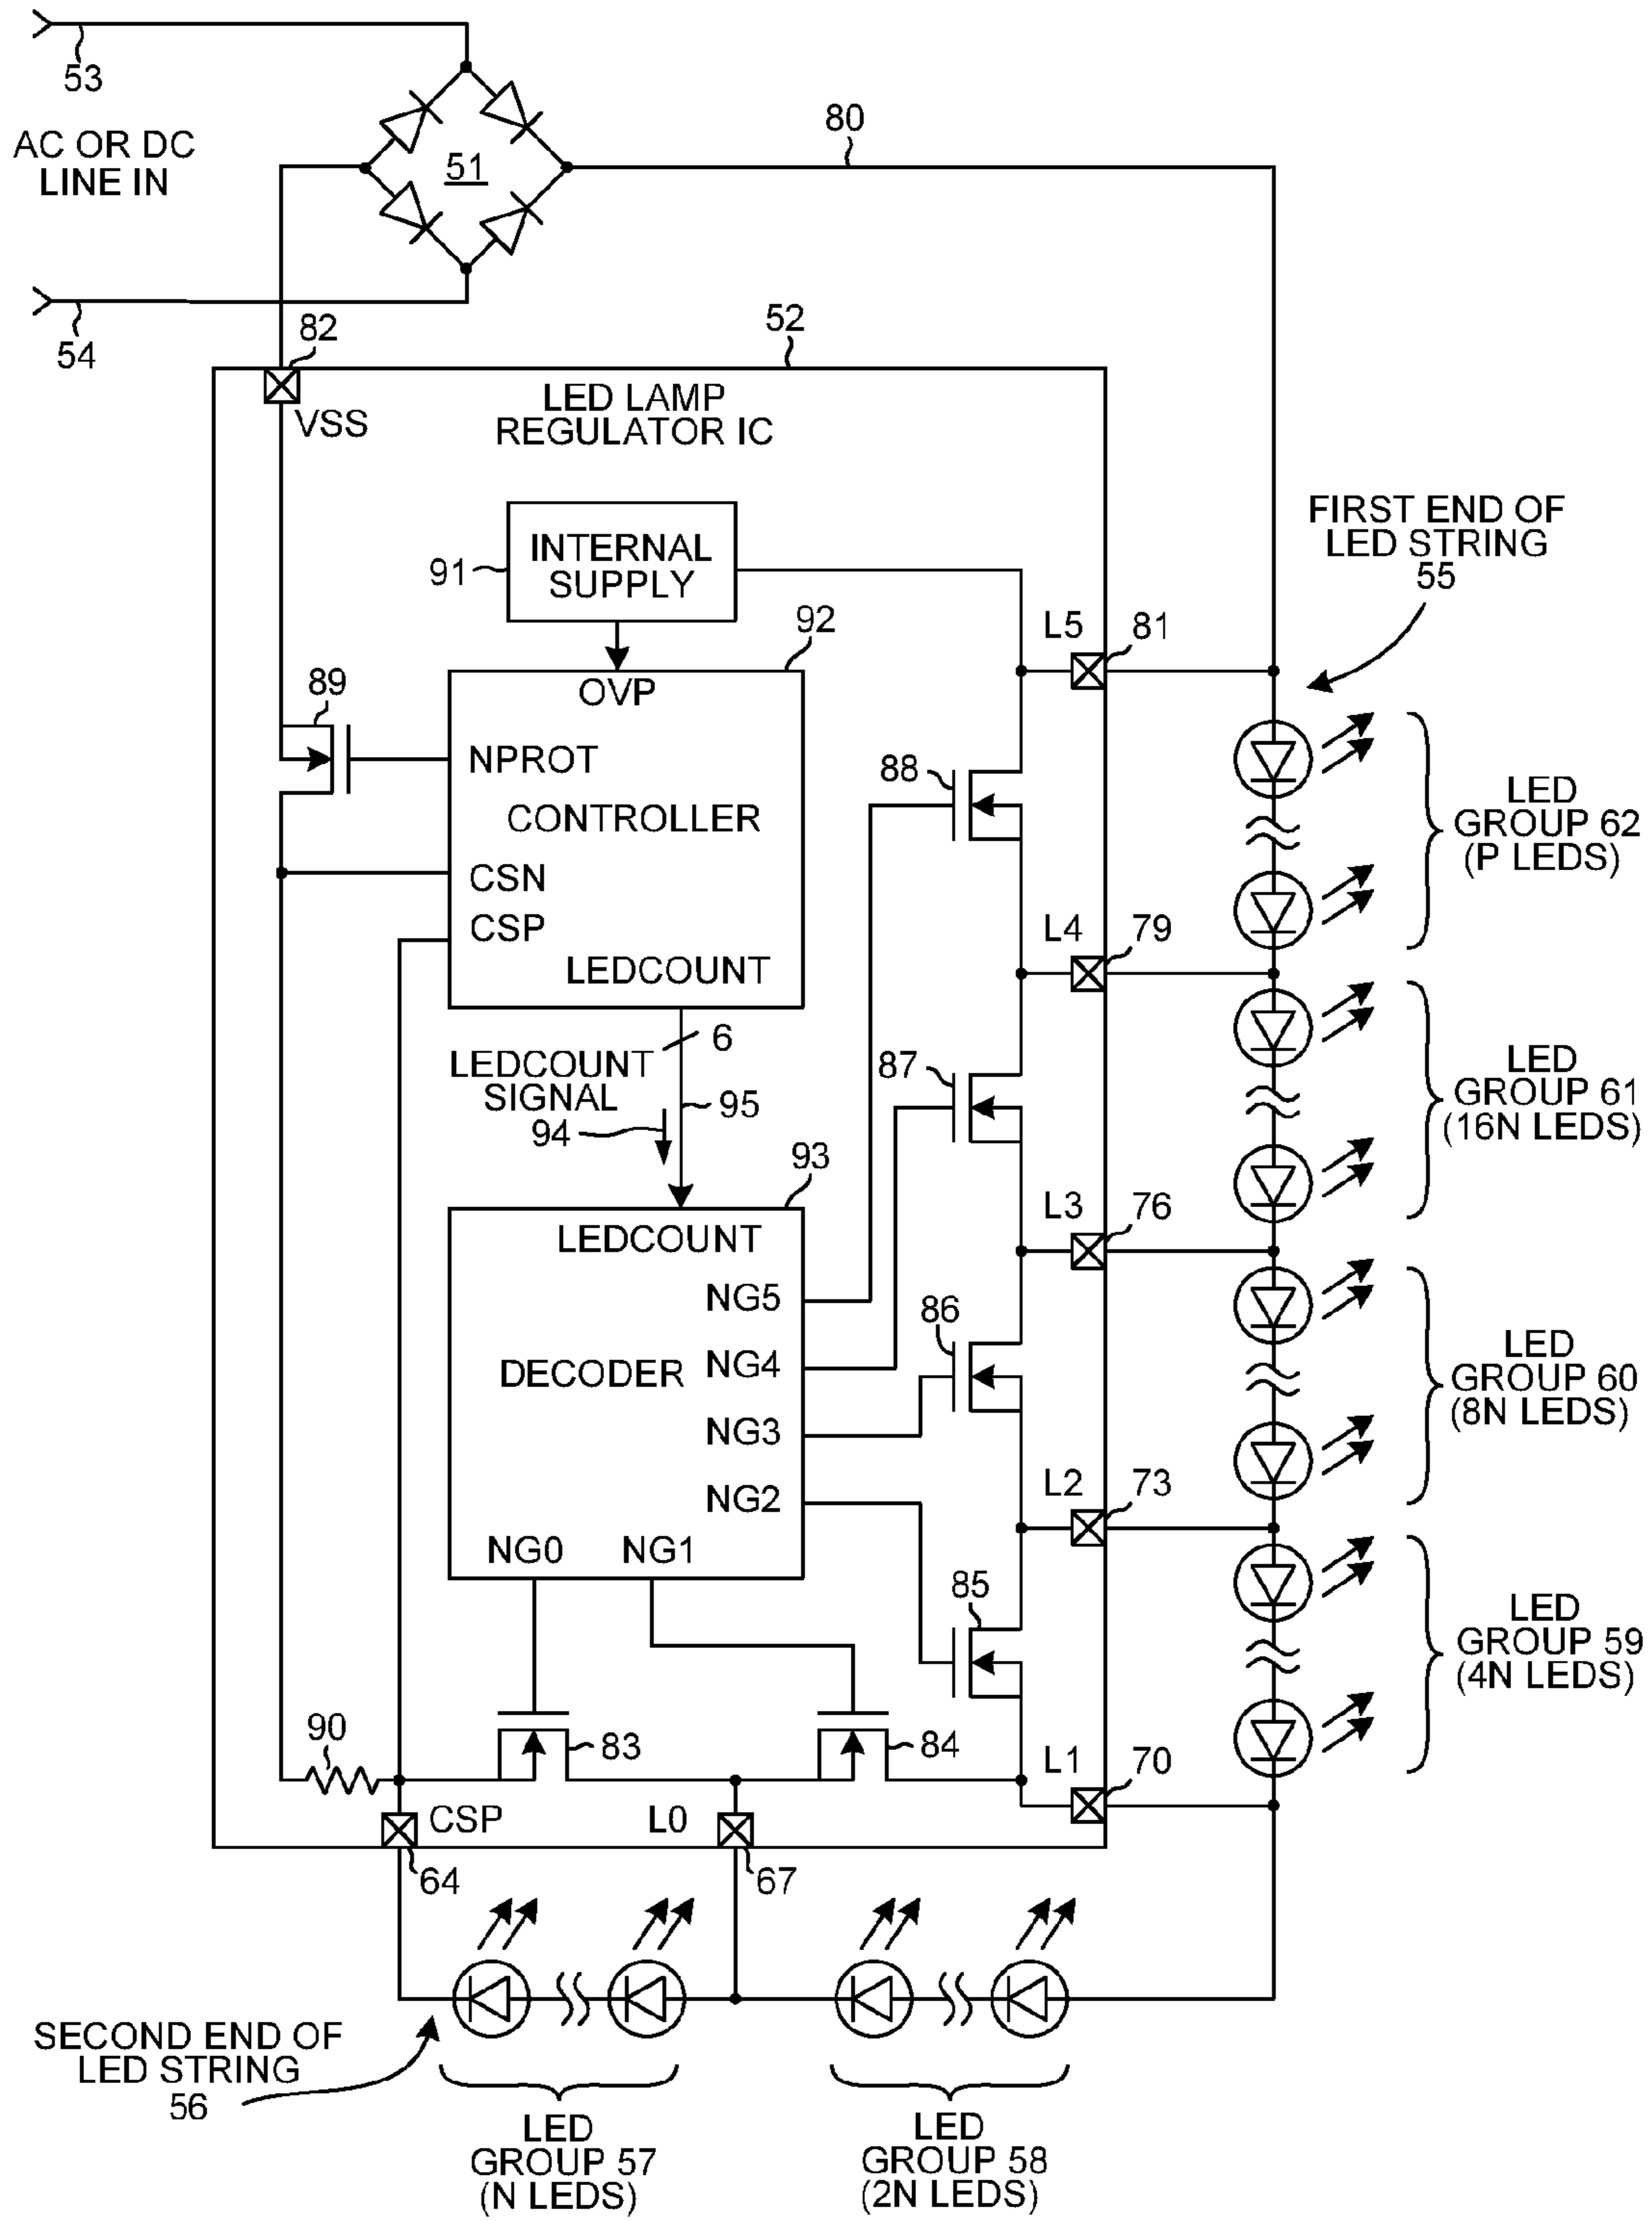 53
AC OR DC
LINE IN
54
51
80
82
52
VSS
LED LAMP
REGULATOR IC
FIRST END OF
LED STRING
55
INTERNAL
SUPPLY
91
92
L5
81
OVP
89
NPROT
CONTROLLER
CSN
CSP
LEDCOUNT
88
LED
GROUP 62
(P LEDS)
L4
79
6
LEDCOUNT
SIGNAL
94
95
87
LED
GROUP 61
(16N LEDS)
93
L3
76
LEDCOUNT
NG5
DECODER
NG4
NG3
NG2
NG0
NG1
86
LED
GROUP 60
(8N LEDS)
L2
73
85
LED
GROUP 59
(4N LEDS)
90
83
84
L1
70
CSP
L0
64
67
SECOND END OF
LED STRING
56
LED
GROUP 57
(N LEDS)
LED
GROUP 58
(2N LEDS)